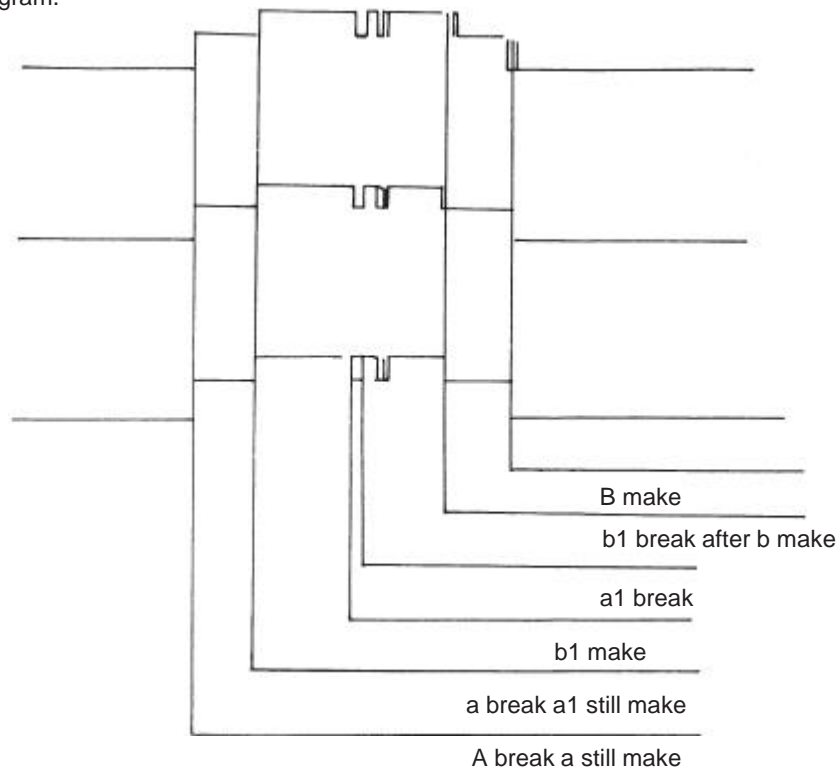 gram.
B make
b1 break after b make
a1 break
b1 make
a break a1 still make
A break a still make